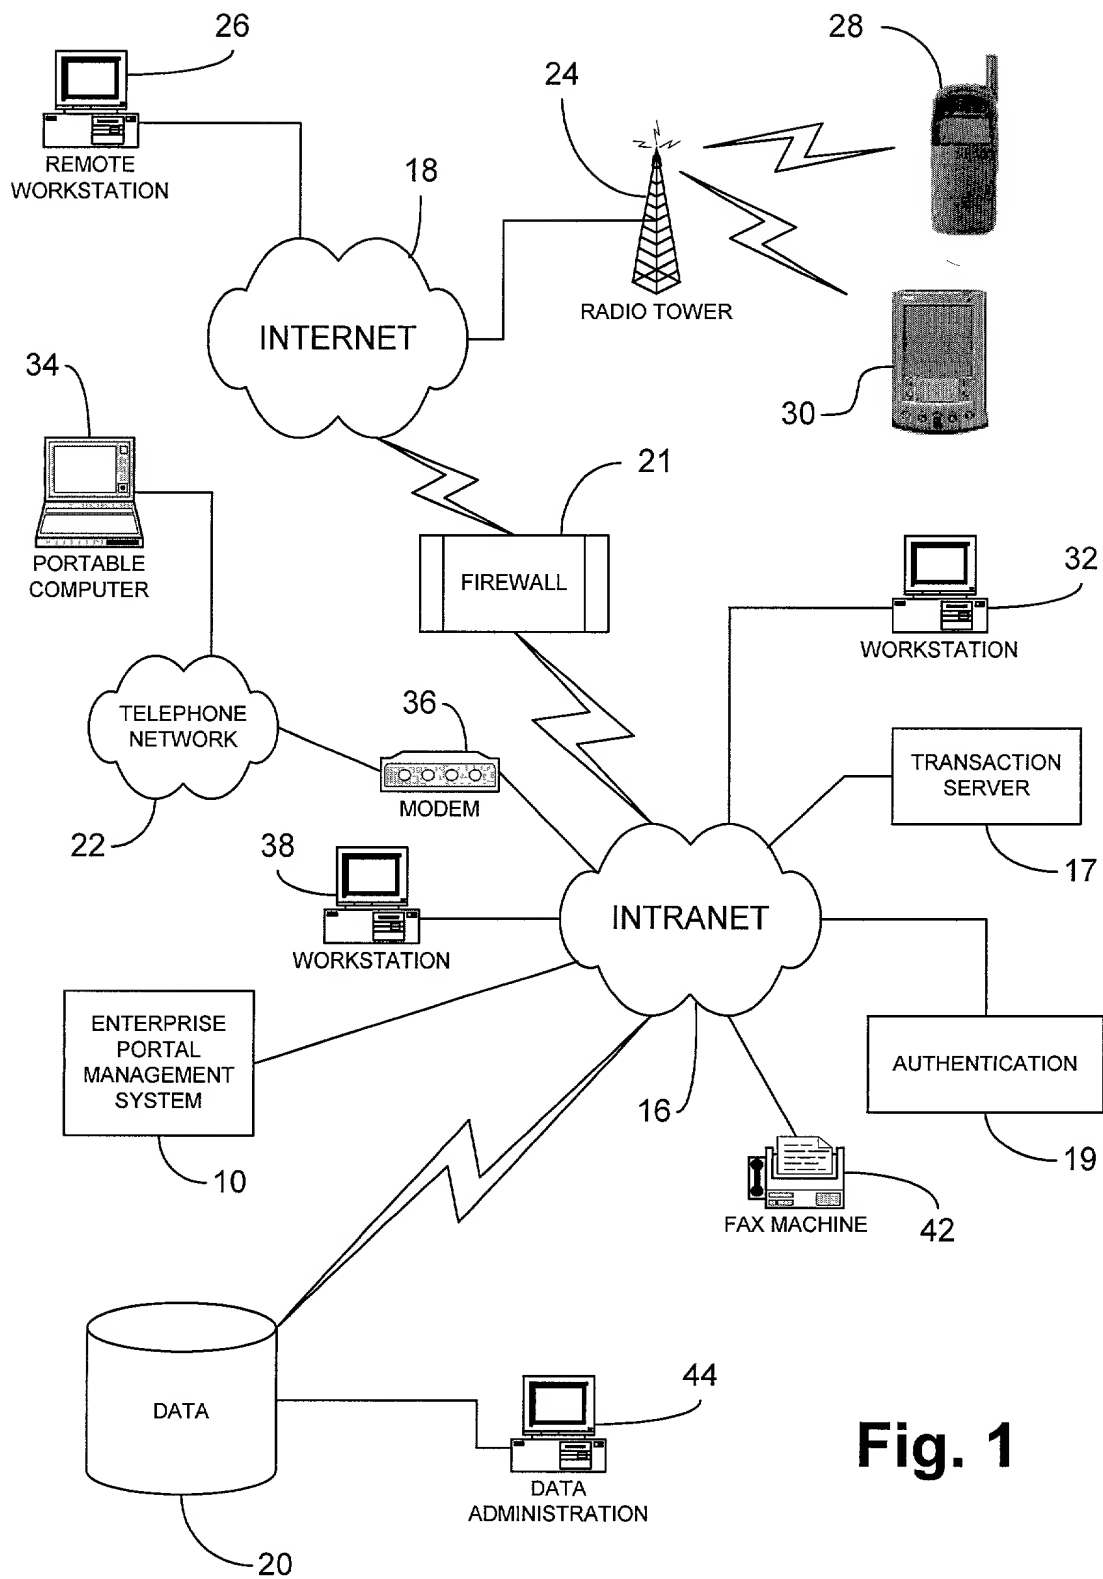 26
28
24
REMOTE
WORKSTATION
18
RADIO TOWER
INTERNET
34
30
21
PORTABLE
COMPUTER
FIREWALL
32
WORKSTATION
TELEPHONE
NETWORK
36
MODEM
TRANSACTION
SERVER
22
38
17
INTRANET
WORKSTATION
ENTERPRISE
PORTAL
MANAGEMENT
SYSTEM
AUTHENTICATION
16
10
19
FAX MACHINE
42
DATA
44
Fig. 1
DATA
ADMINISTRATION
20